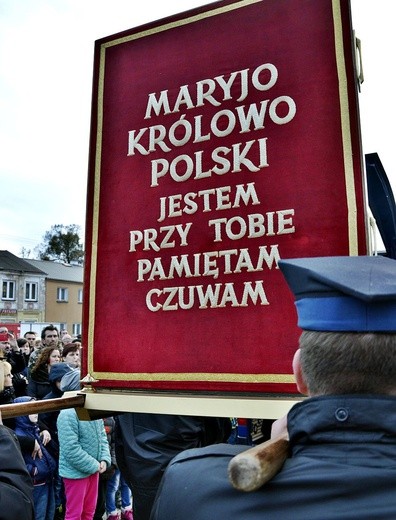 MARYJO
KRÓLOWO
POLSKI
JESTEM
PRZY TOBIE
PAMIĘTAM
CZUWAM